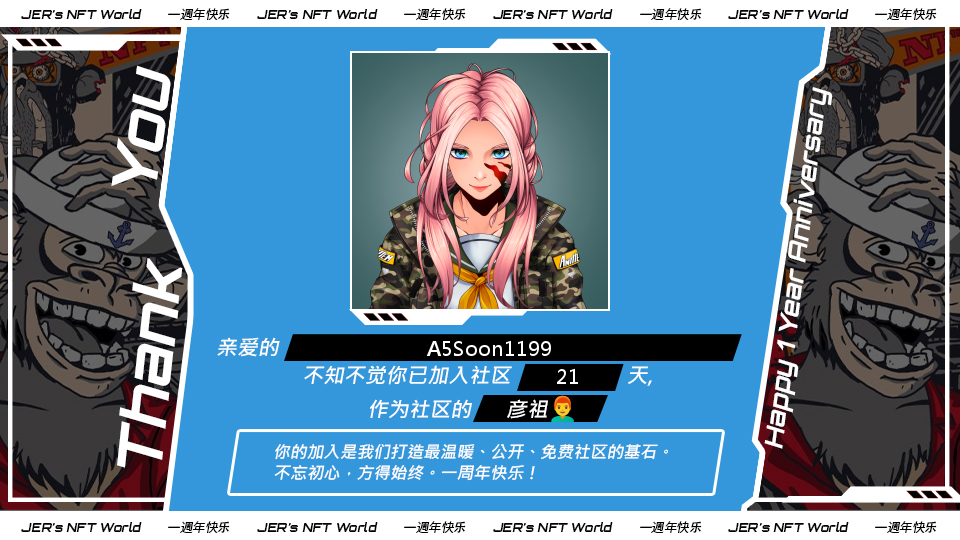 JER's NFT World 一週年快乐 JER's NFT World 一週年快乐 JER's NFT World 一週年快乐 JER's NFT World 一週年快乐
Thank You
Happy 1 Year Anniversary
亲爱的 A5Soon1199
不知不觉你已加入社区 21 天,
作为社区的 彦祖👨‍🦰
你的加入是我们打造最温暖、公开、免费社区的基石。
不忘初心，方得始终。一周年快乐！
JER's NFT World 一週年快乐 JER's NFT World 一週年快乐 JER's NFT World 一週年快乐 JER's NFT World 一週年快乐